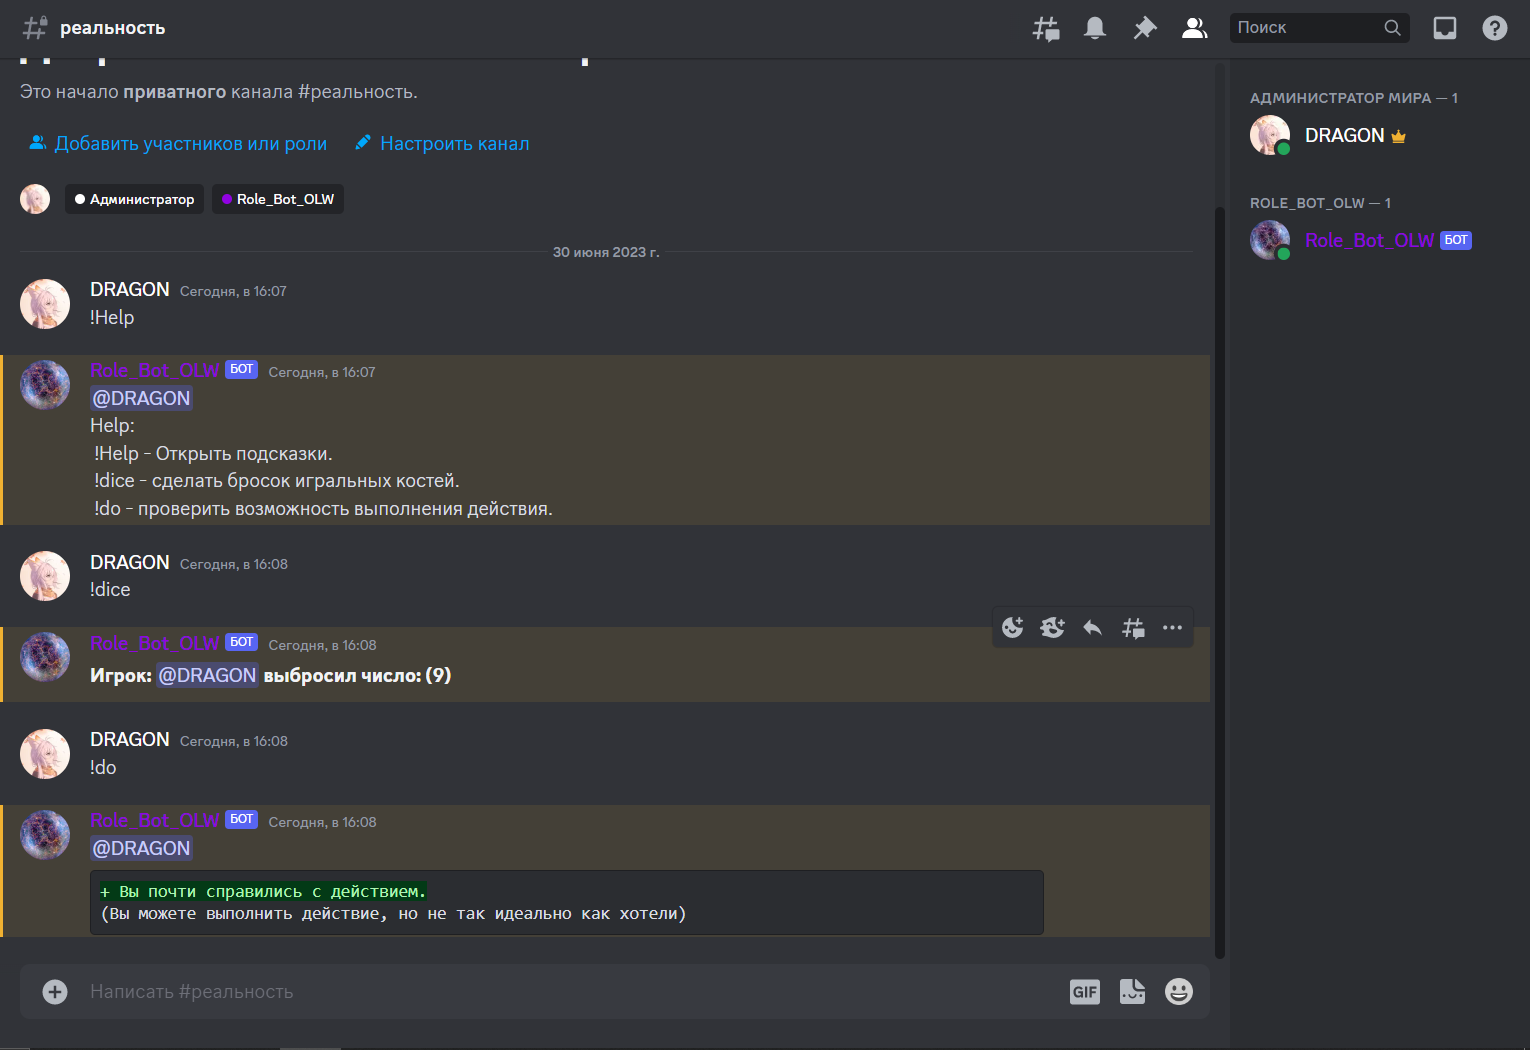 реальность
Поиск
Это начало приватного канала #реальность.
Добавить участников или роли
Настроить канал
Администратор
Role_Bot_OLW
30 июня 2023 г.
DRAGON Сегодня, в 16:07
!Help
Role_Bot_OLW БОТ Сегодня, в 16:07
@DRAGON
Help:
!Help - Открыть подсказки.
!dice - сделать бросок игральных костей.
!do - проверить возможность выполнения действия.
DRAGON Сегодня, в 16:08
!dice
Role_Bot_OLW БОТ Сегодня, в 16:08
Игрок: @DRAGON выбросил число: (9)
DRAGON Сегодня, в 16:08
!do
Role_Bot_OLW БОТ Сегодня, в 16:08
@DRAGON
+ Вы почти справились с действием.
(Вы можете выполнить действие, но не так идеально как хотели)
Написать #реальность
GIF
АДМИНИСТРАТОР МИРА — 1
DRAGON
ROLE_BOT_OLW — 1
Role_Bot_OLW БОТ